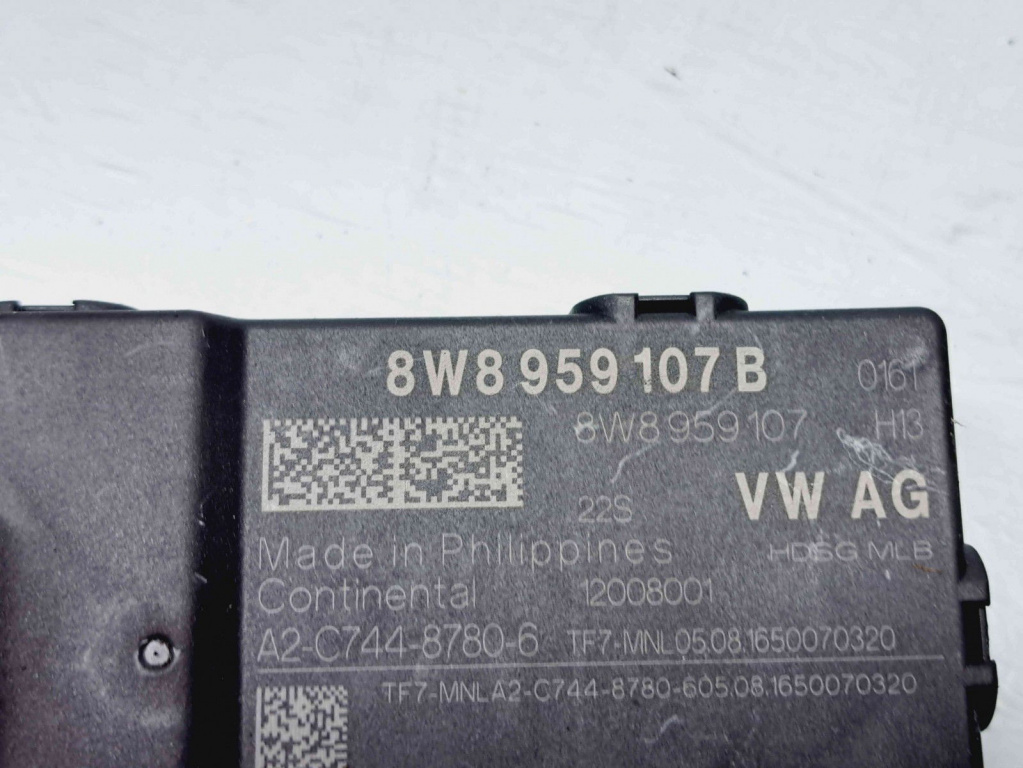 8W8 959 107 B 0161
8W8 959 107 H13
22S VW AG
Made in Philippines HDSG MLB
Continental 12008001
A2-C744-8780-6 TF7-MNL05.08.1650070320
TF7-MNLA2-C744-8780-605.08.1650070320